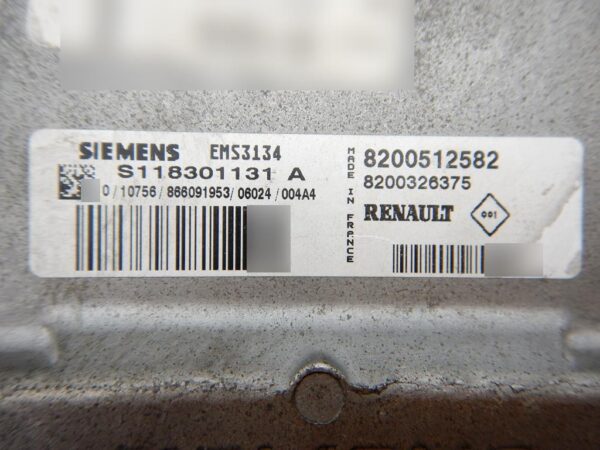 SIEMENS EMS3134
S118301131 A
0/10756/866091953/06024/004A4
MADE IN FRANCE
8200512582
8200326375
RENAULT 001